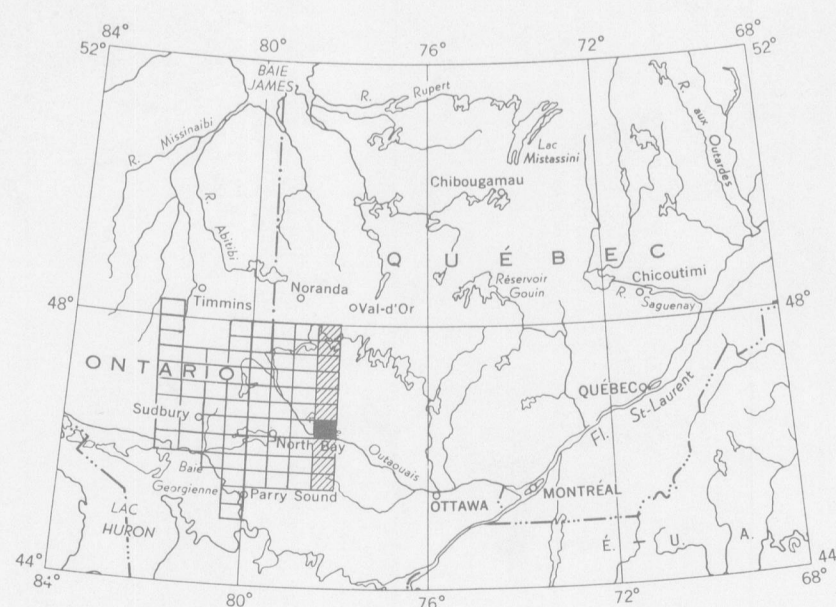 84°
52°
80°
76°
72°
68°
52°
BAIE
JAMES
R. Rupert
R. Missinaibi
Lac
Mistassini
R. aux Outardes
Chibougamau
R. Abitibi
QUÉBEC
Réservoir
Gouin
Chicoutimi
R. Saguenay
Timmins
Noranda
Val-d'Or
48°
48°
ONTARIO
QUÉBEC
Fl. St-Laurent
Sudbury
North Bay
Outaouais
Baie
Georgienne
Parry Sound
OTTAWA
MONTRÉAL
LAC
HURON
É.-U. A.
44°
84°
80°
76°
72°
44°
68°